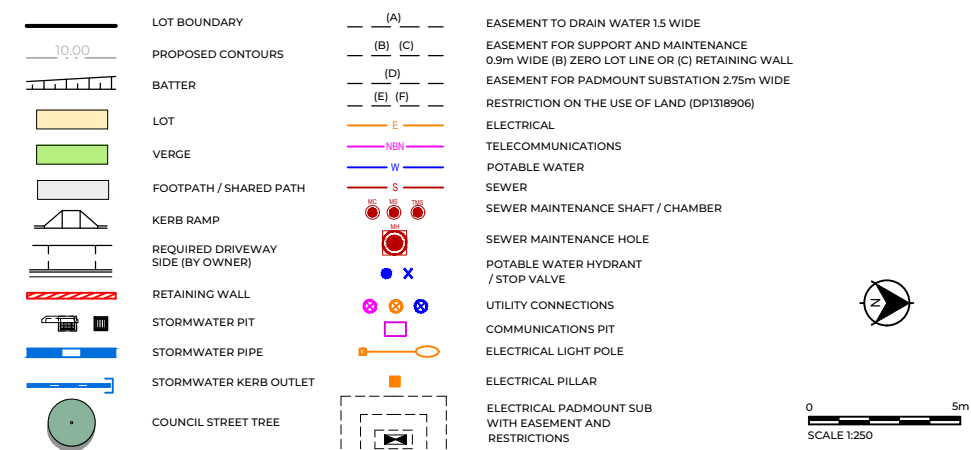 LOT BOUNDARY
10.00
PROPOSED CONTOURS
BATTER
LOT
VERGE
FOOTPATH / SHARED PATH
KERB RAMP
REQUIRED DRIVEWAY
SIDE (BY OWNER)
RETAINING WALL
STORMWATER PIT
STORMWATER PIPE
STORMWATER KERB OUTLET
COUNCIL STREET TREE
(A)
EASEMENT TO DRAIN WATER 1.5 WIDE
(B) (C)
EASEMENT FOR SUPPORT AND MAINTENANCE
0.9m WIDE (B) ZERO LOT LINE OR (C) RETAINING WALL
(D)
EASEMENT FOR PADMOUNT SUBSTATION 2.75m WIDE
(E) (F)
RESTRICTION ON THE USE OF LAND (DP1318906)
E
ELECTRICAL
NBN
TELECOMMUNICATIONS
W
POTABLE WATER
S
SEWER
MC MS TMS
SEWER MAINTENANCE SHAFT / CHAMBER
MH
SEWER MAINTENANCE HOLE
POTABLE WATER HYDRANT
/ STOP VALVE
UTILITY CONNECTIONS
COMMUNICATIONS PIT
ELECTRICAL LIGHT POLE
ELECTRICAL PILLAR
ELECTRICAL PADMOUNT SUB
WITH EASEMENT AND
RESTRICTIONS
N
0 5m
SCALE 1:250